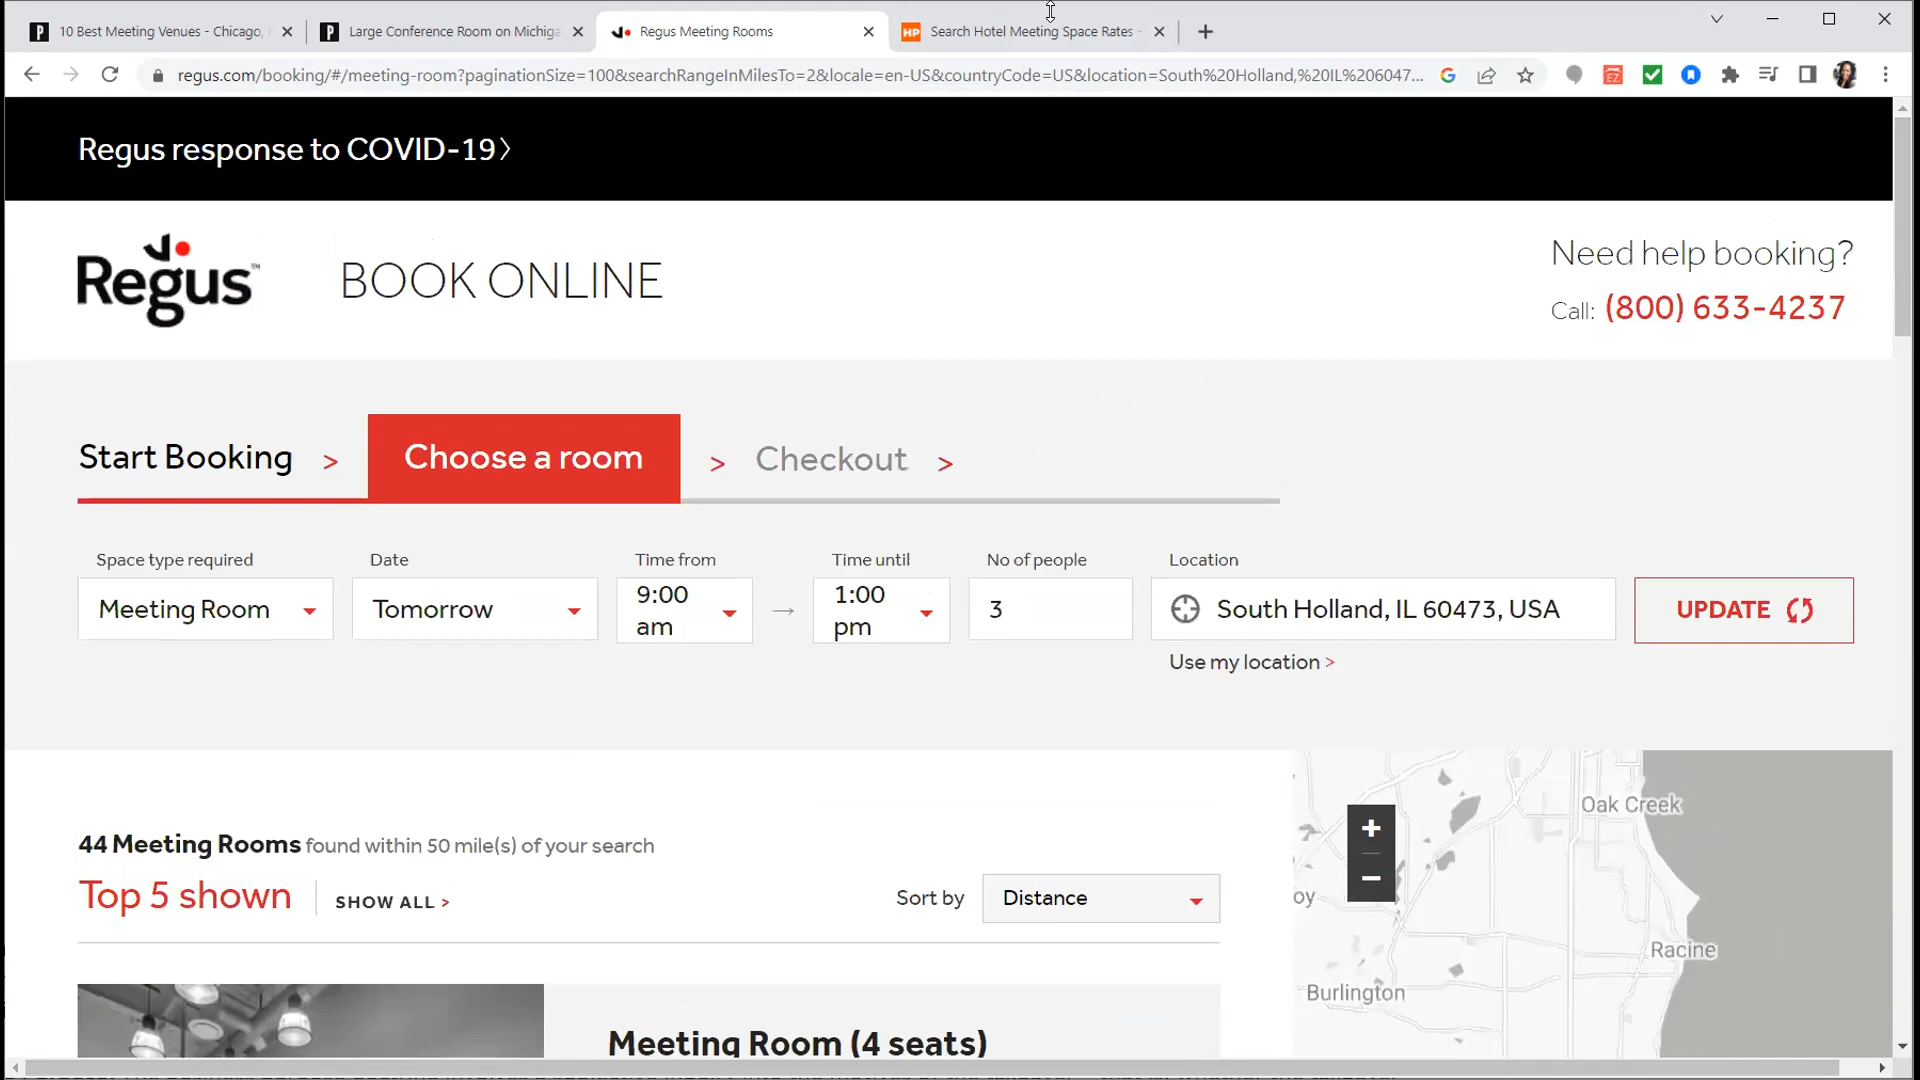 10 Best Meeting Venues - Chicago,
Large Conference Room on Michiga
Regus Meeting Rooms
HP
Search Hotel Meeting Space Rates -
regus.com/booking/#/meeting-room?paginationSize=100&searchRangeInMilesTo=2&locale=en-US&countryCode=US&location=South%20Holland,%20IL%206047...
Regus response to COVID-19>
Regus™
BOOK ONLINE
Need help booking?
Call: (800) 633-4237
Start Booking > Choose a room > Checkout >
Space type required
Date
Time from
Time until
No of people
Location
Meeting Room
Tomorrow
9:00 am
→
1:00 pm
3
South Holland, IL 60473, USA
UPDATE
Use my location >
44 Meeting Rooms found within 50 mile(s) of your search
Top 5 shown
SHOW ALL >
Sort by
Distance
Oak Creek
+
−
oy
Racine
Burlington
Meeting Room (4 seats)